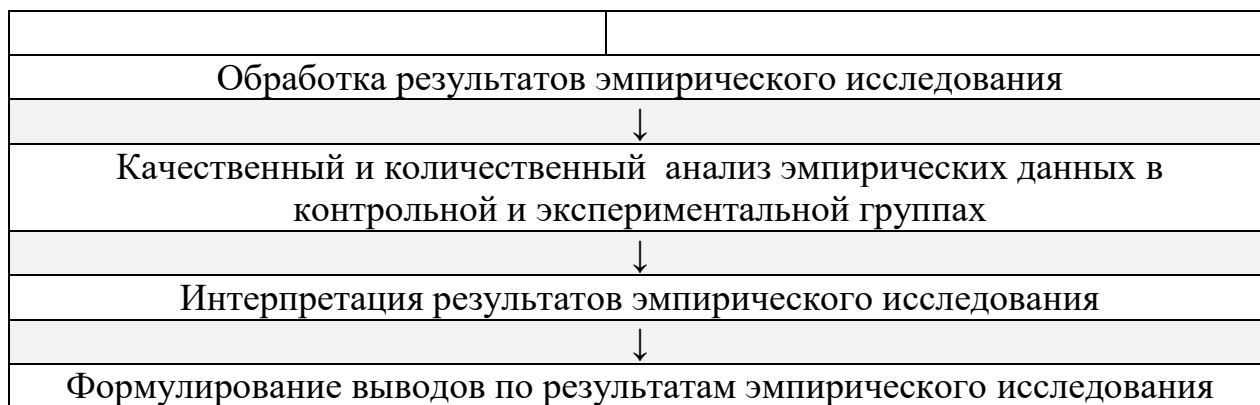 Обработка результатов эмпирического исследования
↓
Качественный и количественный  анализ эмпирических данных в
контрольной и экспериментальной группах
↓
Интерпретация результатов эмпирического исследования
↓
Формулирование выводов по результатам эмпирического исследования